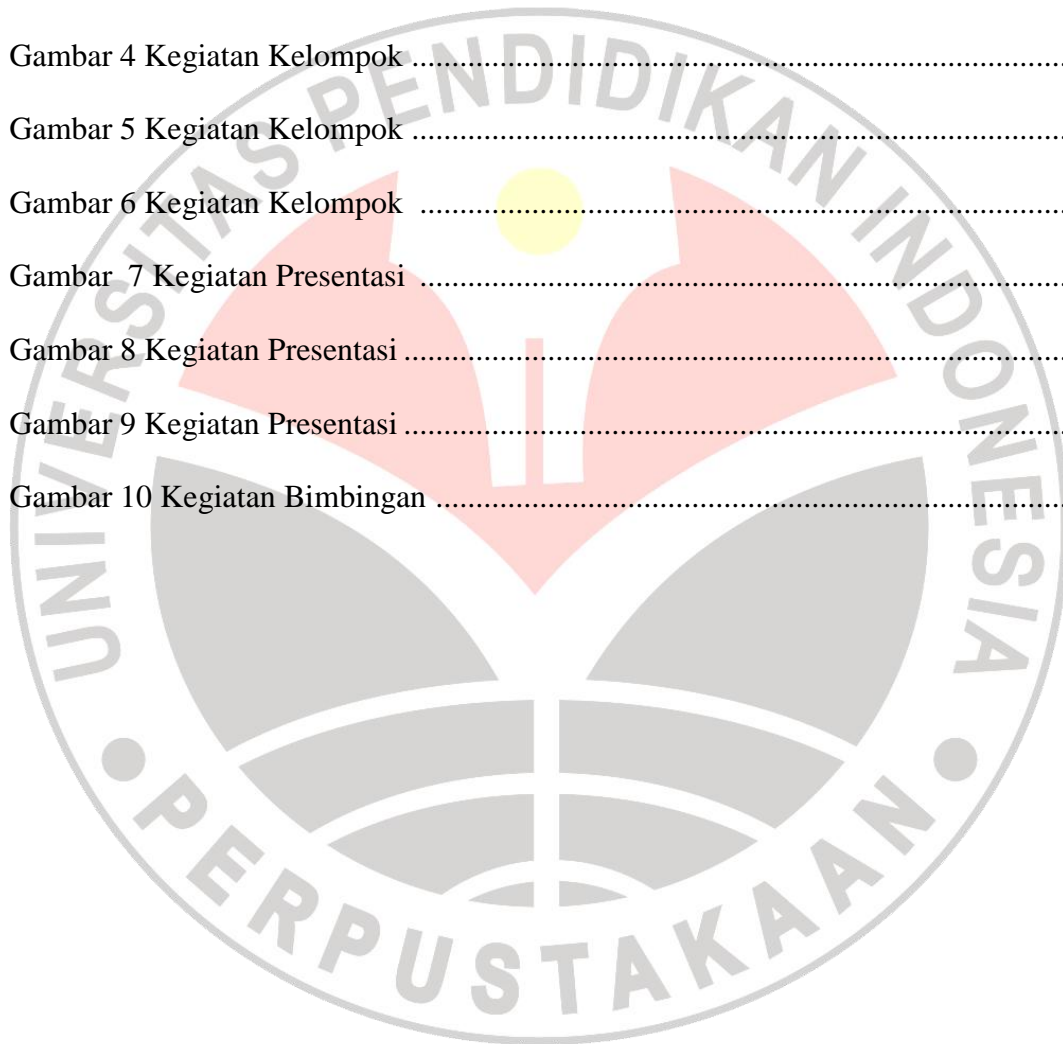 Gambar 4 Kegiatan Kelompok ....................................................................................
Gambar 5 Kegiatan Kelompok ....................................................................................
Gambar 6 Kegiatan Kelompok ...................................................................................
Gambar 7 Kegiatan Presentasi ...................................................................................
Gambar 8 Kegiatan Presentasi .....................................................................................
Gambar 9 Kegiatan Presentasi .....................................................................................
Gambar 10 Kegiatan Bimbingan .................................................................................
UNIVERSITAS PENDIDIKAN INDONESIA
PERPUSTAKAAN